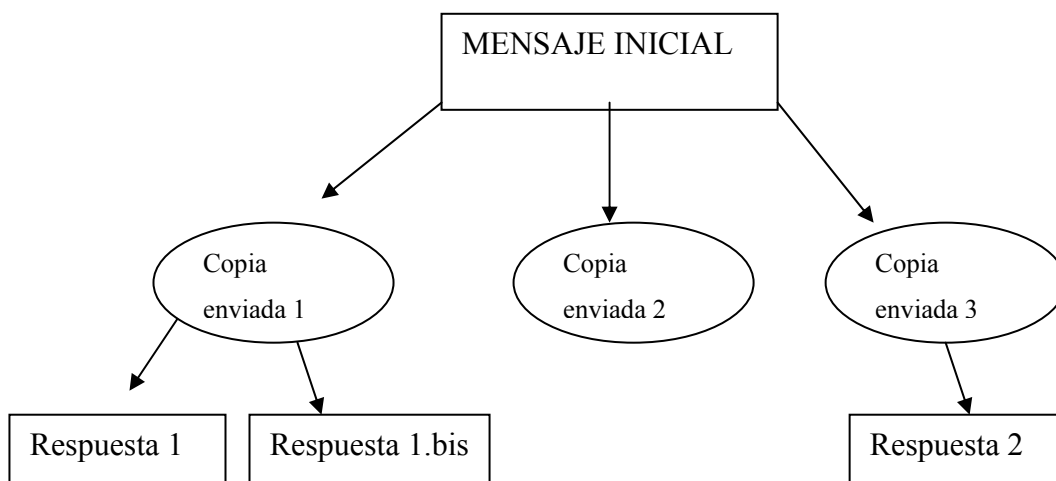 MENSAJE INICIAL
Copia
enviada 1
Copia
enviada 2
Copia
enviada 3
Respuesta 1
Respuesta 1.bis
Respuesta 2